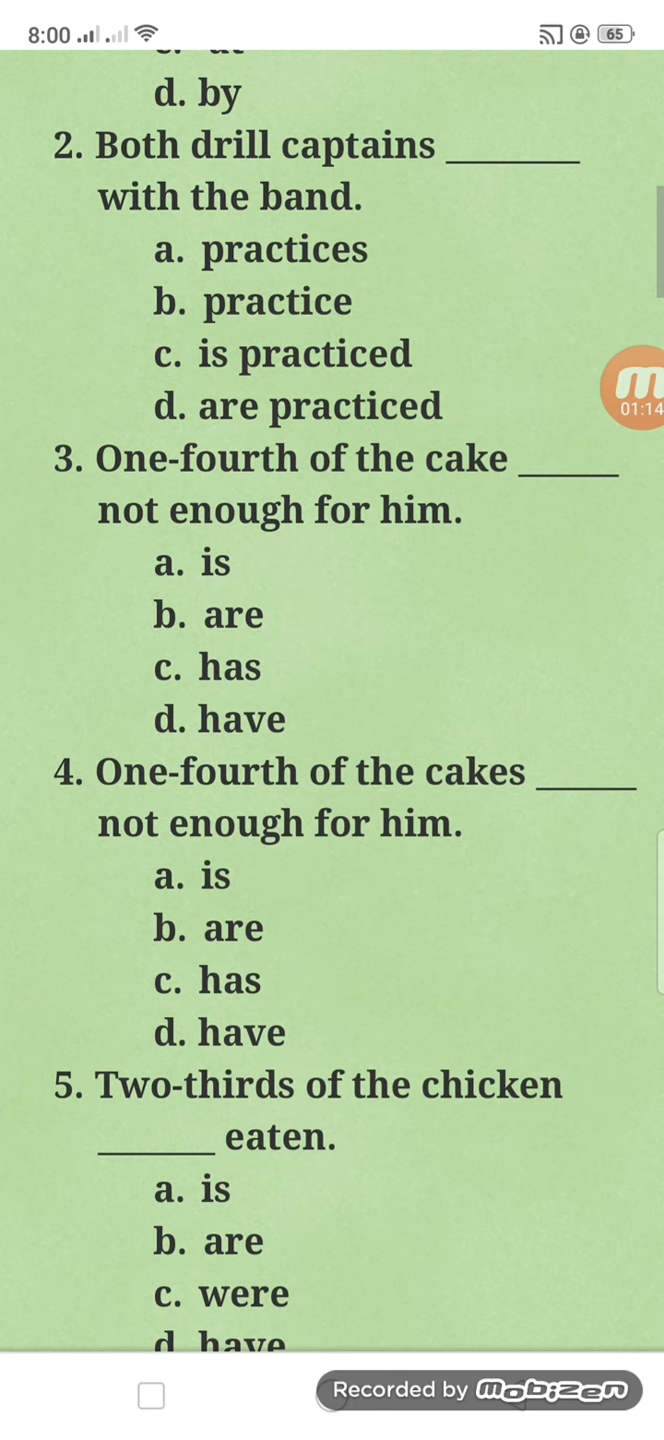 8:00
65
d. by
2. Both drill captains ________
with the band.
a. practices
b. practice
c. is practiced
d. are practiced
01:14
3. One-fourth of the cake ______
not enough for him.
a. is
b. are
c. has
d. have
4. One-fourth of the cakes ______
not enough for him.
a. is
b. are
c. has
d. have
5. Two-thirds of the chicken
_______ eaten.
a. is
b. are
c. were
d. have
Recorded by mobizen